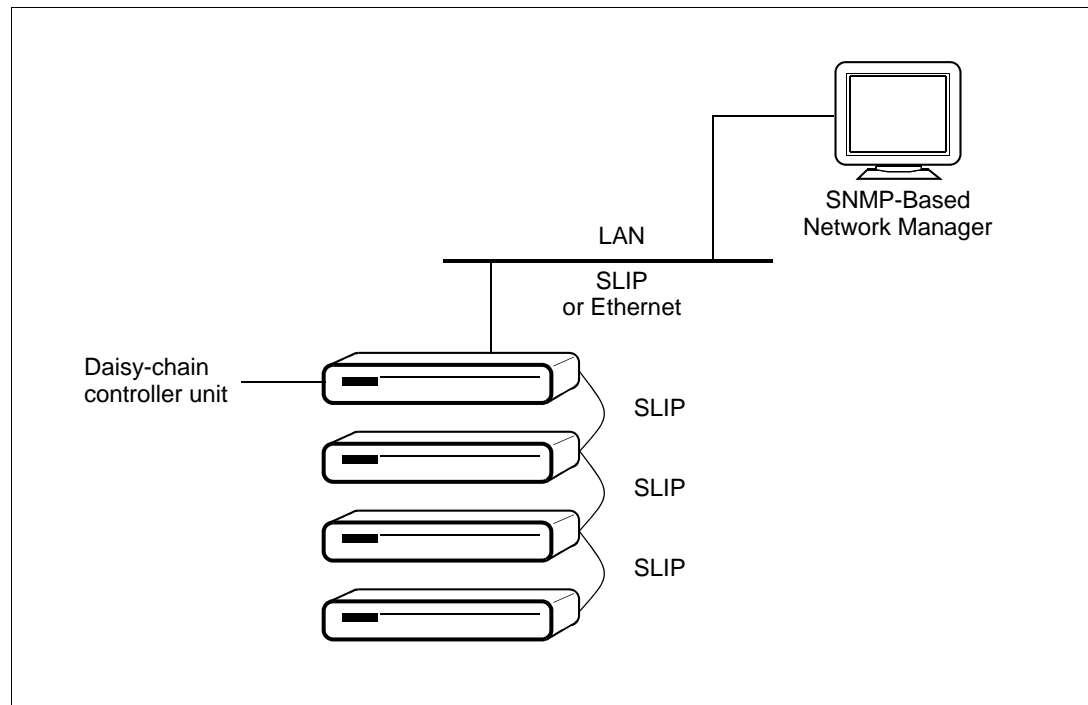 SNMP-Based
Network Manager
LAN
SLIP
or Ethernet
Daisy-chain
controller unit
SLIP
SLIP
SLIP